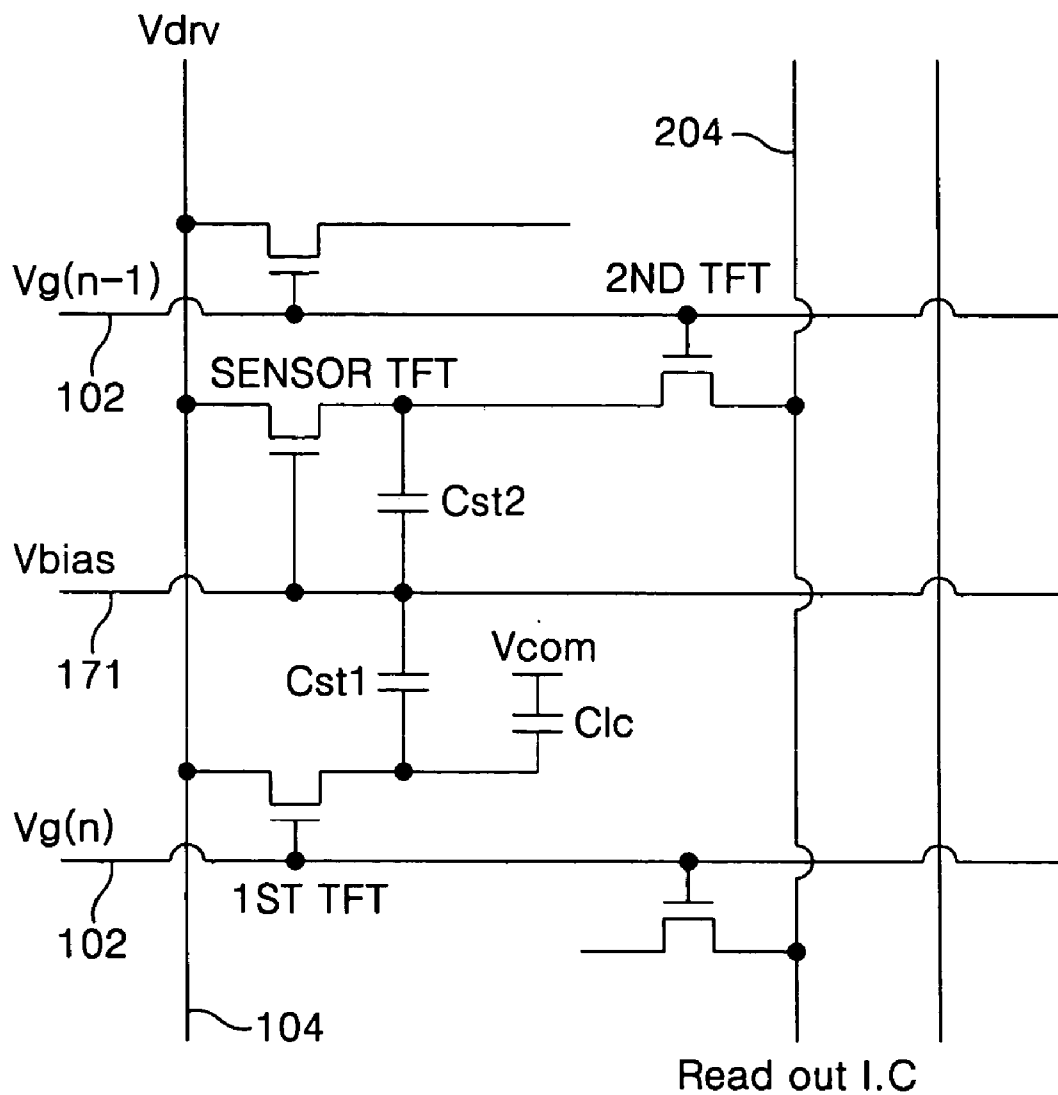 Vdrv
204
Vg(n-1)
2ND TFT
102
SENSOR TFT
Cst2
Vbias
171
Vcom
Cst1
Clc
Vg(n)
1ST TFT
102
104
Read out I.C